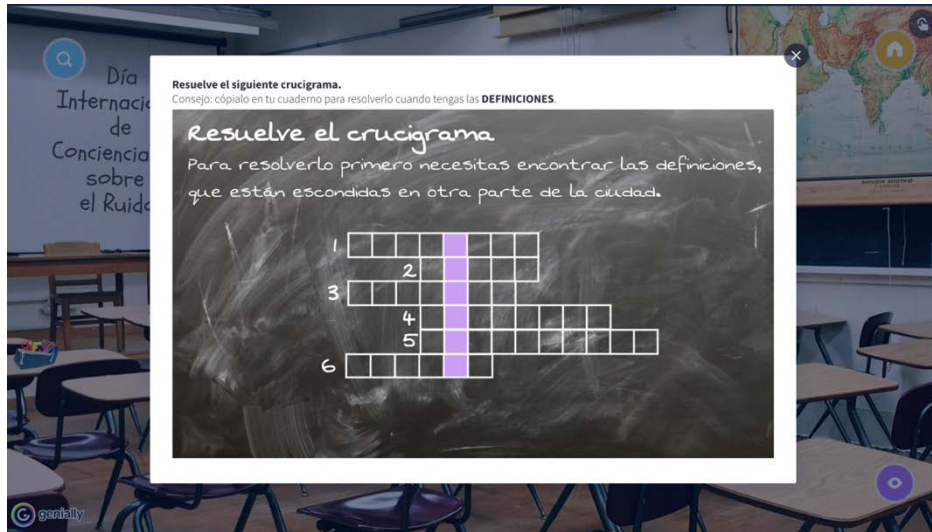 Día
Internacio
de
Conciencia
sobre
el Ruido
Resuelve el siguiente crucigrama.
Consejo: cópialo en tu cuaderno para resolverlo cuando tengas las DEFINICIONES.
Resuelve el crucigrama
Para resolverlo primero necesitas encontrar las definiciones,
que están escondidas en otra parte de la ciudad.
1
2
3
4
5
6
genially